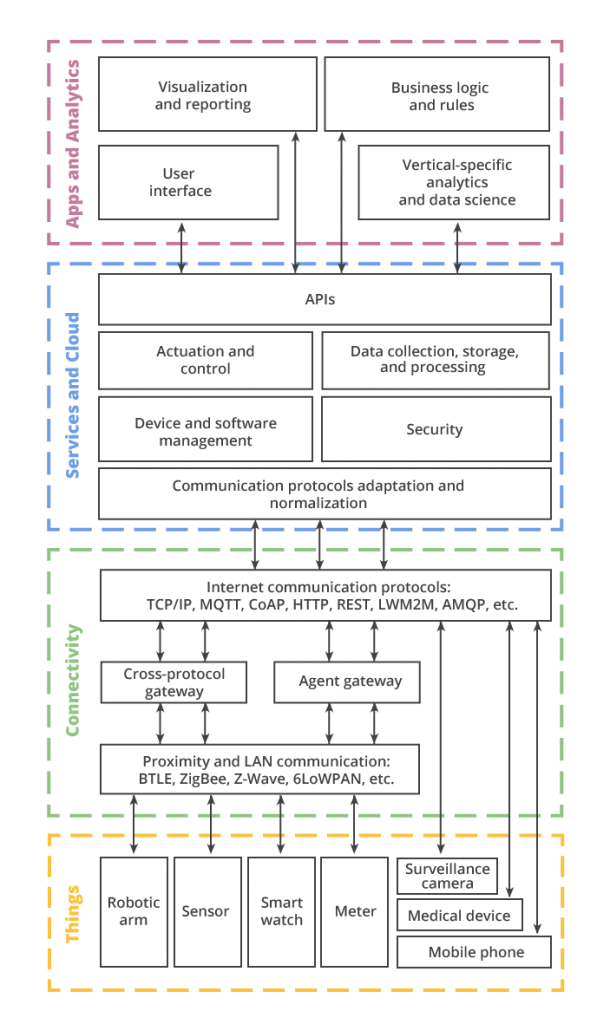 Apps and Analytics
Visualization
and reporting
Business logic
and rules
User
interface
Vertical-specific
analytics
and data science
Services and Cloud
APIs
Actuation and
control
Data collection, storage,
and processing
Device and software
management
Security
Communication protocols adaptation and
normalization
Connectivity
Internet communication protocols:
TCP/IP, MQTT, CoAP, HTTP, REST, LWM2M, AMQP, etc.
Cross-protocol
gateway
Agent gateway
Proximity and LAN communication:
BTLE, ZigBee, Z-Wave, 6LoWPAN, etc.
Things
Robotic
arm
Sensor
Smart
watch
Meter
Surveillance
camera
Medical device
Mobile phone